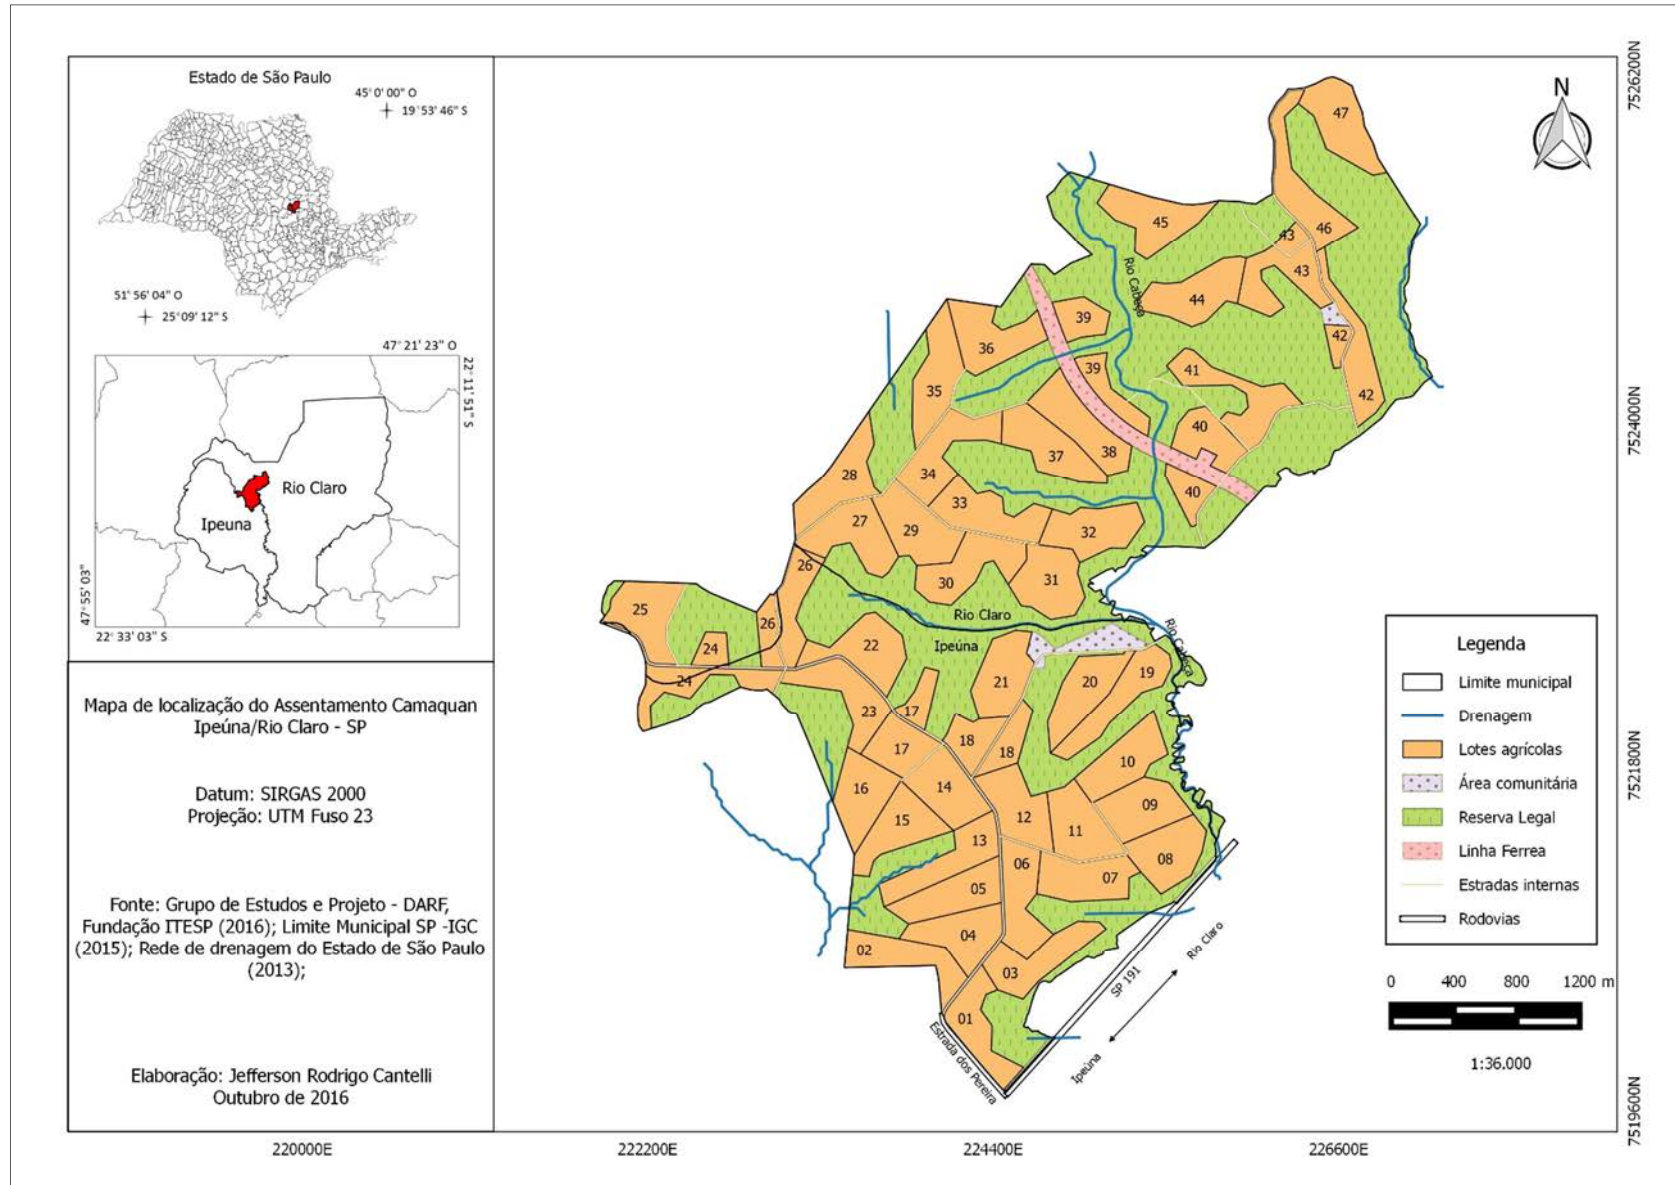 Estado de São Paulo
45° 0' 00" O
19° 53' 46" S
51° 56' 04" O
25° 09' 12" S
47° 21' 23" O
22° 11' 51" S
Rio Claro
Ipeuna
47° 55' 03"
22° 33' 03" S
Mapa de localização do Assentamento Camaquan
Ipeúna/Rio Claro - SP
Datum: SIRGAS 2000
Projeção: UTM Fuso 23
Fonte: Grupo de Estudos e Projeto - DARF,
Fundação ITESP (2016); Limite Municipal SP -IGC
(2015); Rede de drenagem do Estado de São Paulo
(2013);
Elaboração: Jefferson Rodrigo Cantelli
Outubro de 2016
N
47
45
46
43
43
Rio Cabeça
44
39
42
36
39
41
35
42
40
37
38
28
34
40
33
27
29
32
26
30
31
25
Rio Claro
26
Ipeúna
Rio Cabeça
24
22
19
24
21
20
23
17
18
18
17
10
16
14
09
15
12
11
13
06
08
05
07
04
02
03
01
SP 191
Rio Claro
Ipeúna
Estrada dos Pereira
Legenda
Limite municipal
Drenagem
Lotes agrícolas
Área comunitária
Reserva Legal
Linha Ferrea
Estradas internas
Rodovias
0 400 800 1200 m
1:36.000
7526200N
7524000N
7521800N
7519600N
220000E
222200E
224400E
226600E